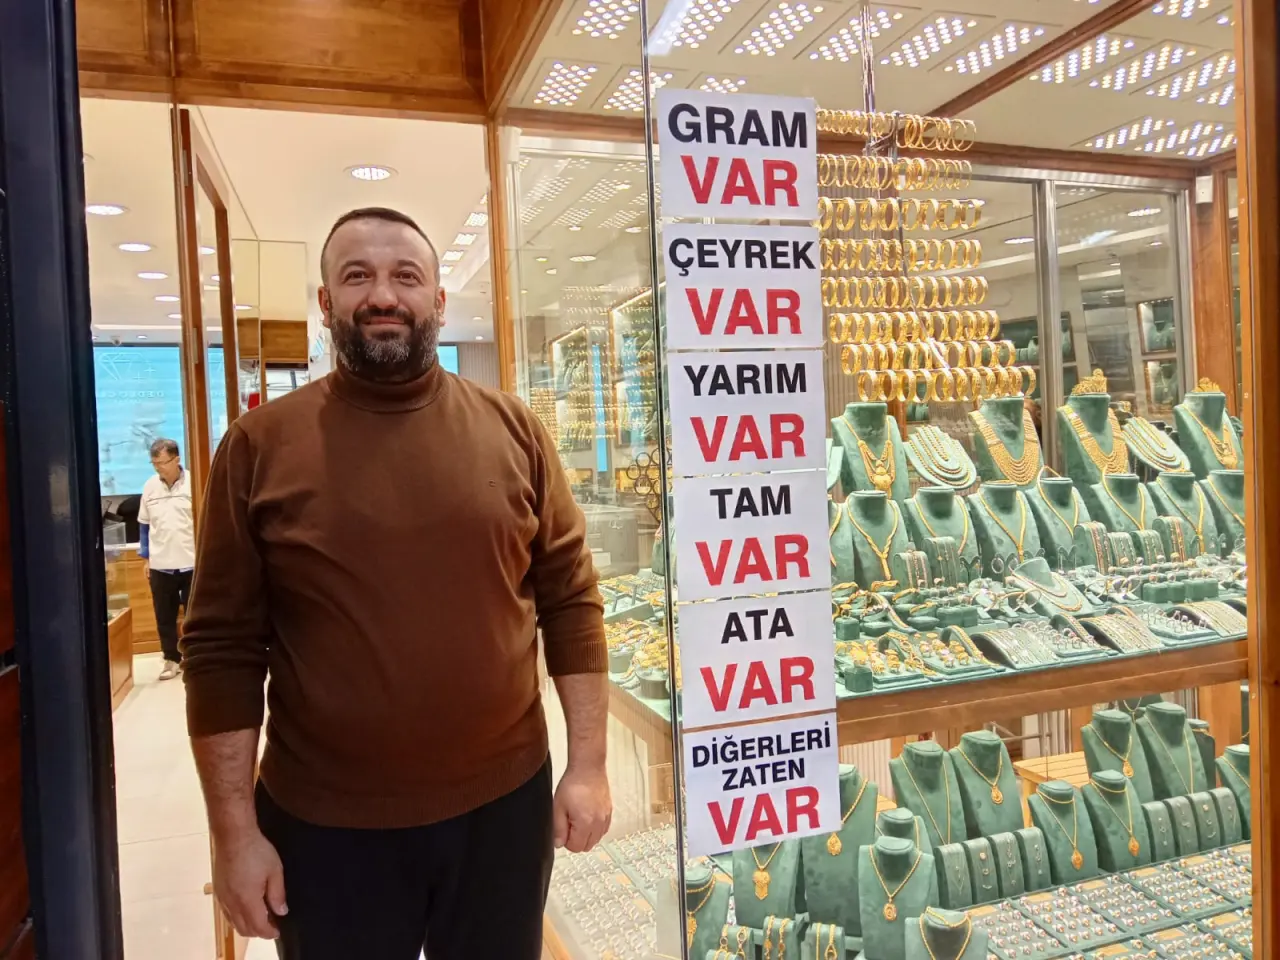 GRAM
VAR
ÇEYREK
VAR
YARIM
VAR
TAM
VAR
ATA
VAR
DİĞERLERİ
ZATEN
VAR